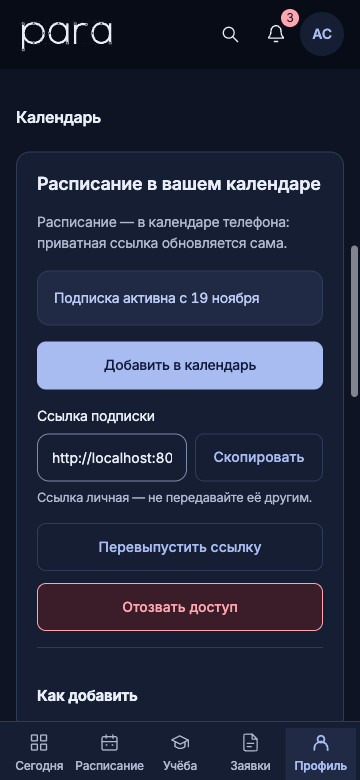 para
3
АС
Календарь
Расписание в вашем календаре
Расписание — в календаре телефона:
приватная ссылка обновляется сама.
Подписка активна с 19 ноября
Добавить в календарь
Ссылка подписки
http://localhost:80
Скопировать
Ссылка личная — не передавайте её другим.
Перевыпустить ссылку
Отозвать доступ
Как добавить
Сегодня
Расписание
Учёба
Заявки
Профиль